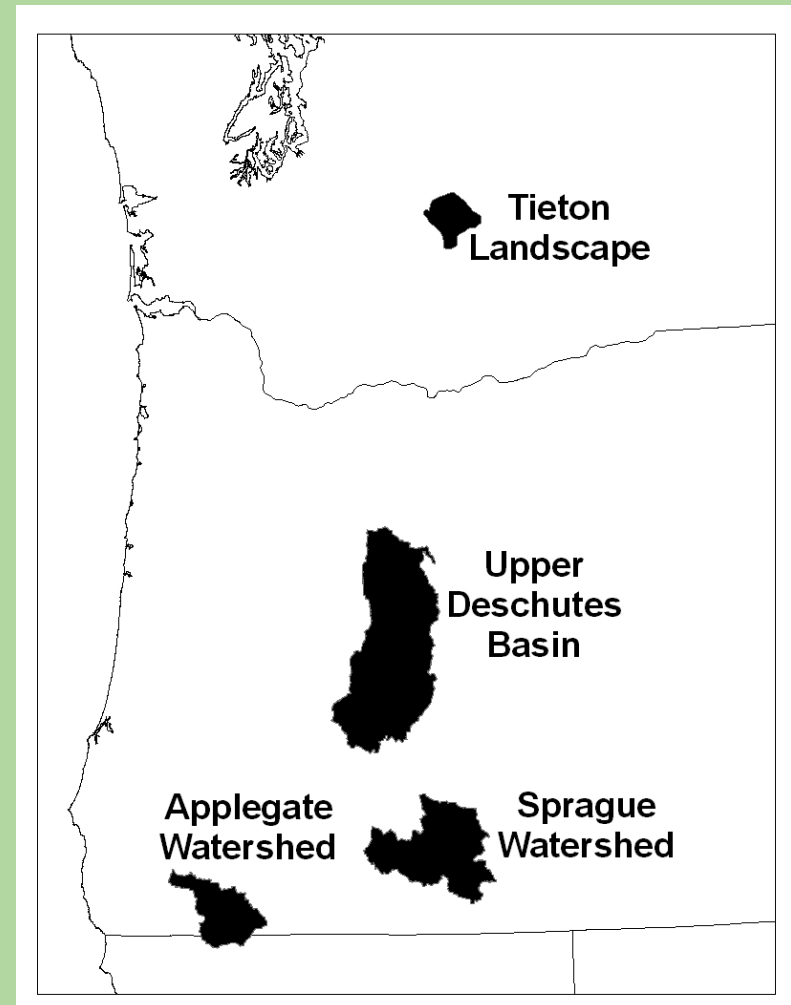 Tieton
Landscape
Upper
Deschutes
Basin
Applegate
Watershed
Sprague
Watershed